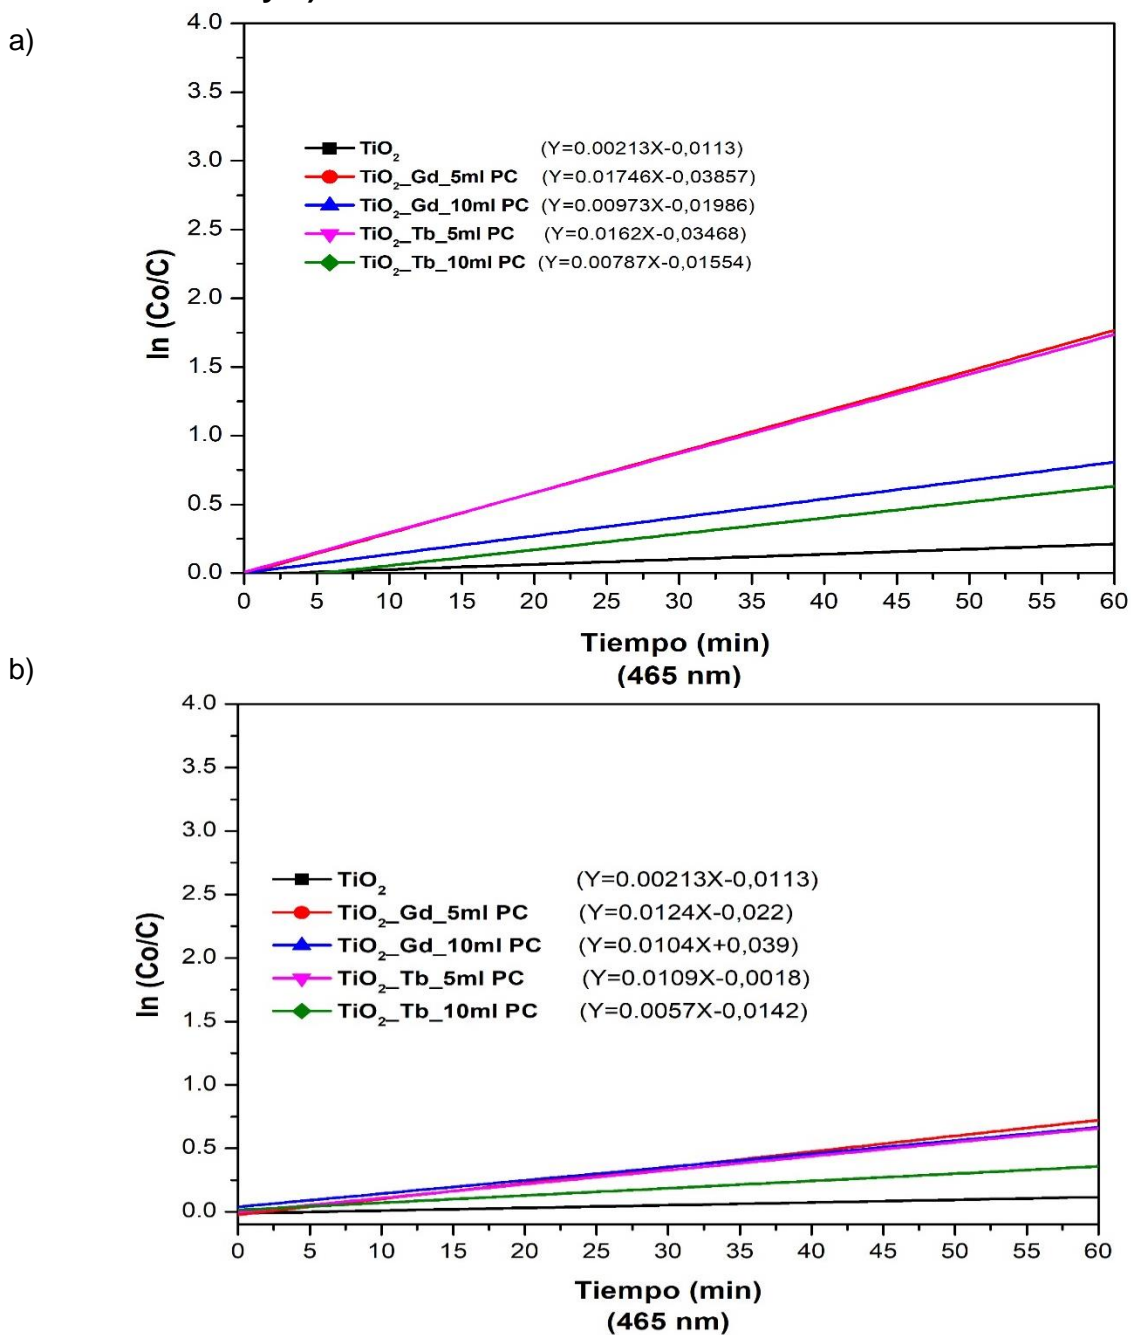 a)
4.0
3.5
3.0
2.5
2.0
1.5
1.0
0.5
0.0
ln (Co/C)
TiO2 (Y=0.00213X-0,0113)
TiO2_Gd_5ml PC (Y=0.01746X-0,03857)
TiO2_Gd_10ml PC (Y=0.00973X-0,01986)
TiO2_Tb_5ml PC (Y=0.0162X-0,03468)
TiO2_Tb_10ml PC (Y=0.00787X-0,01554)
0 5 10 15 20 25 30 35 40 45 50 55 60
Tiempo (min)
(465 nm)
b)
4.0
3.5
3.0
2.5
2.0
1.5
1.0
0.5
0.0
ln (Co/C)
TiO2 (Y=0.00213X-0,0113)
TiO2_Gd_5ml PC (Y=0.0124X-0,022)
TiO2_Gd_10ml PC (Y=0.0104X+0,039)
TiO2_Tb_5ml PC (Y=0.0109X-0,0018)
TiO2_Tb_10ml PC (Y=0.0057X-0,0142)
0 5 10 15 20 25 30 35 40 45 50 55 60
Tiempo (min)
(465 nm)